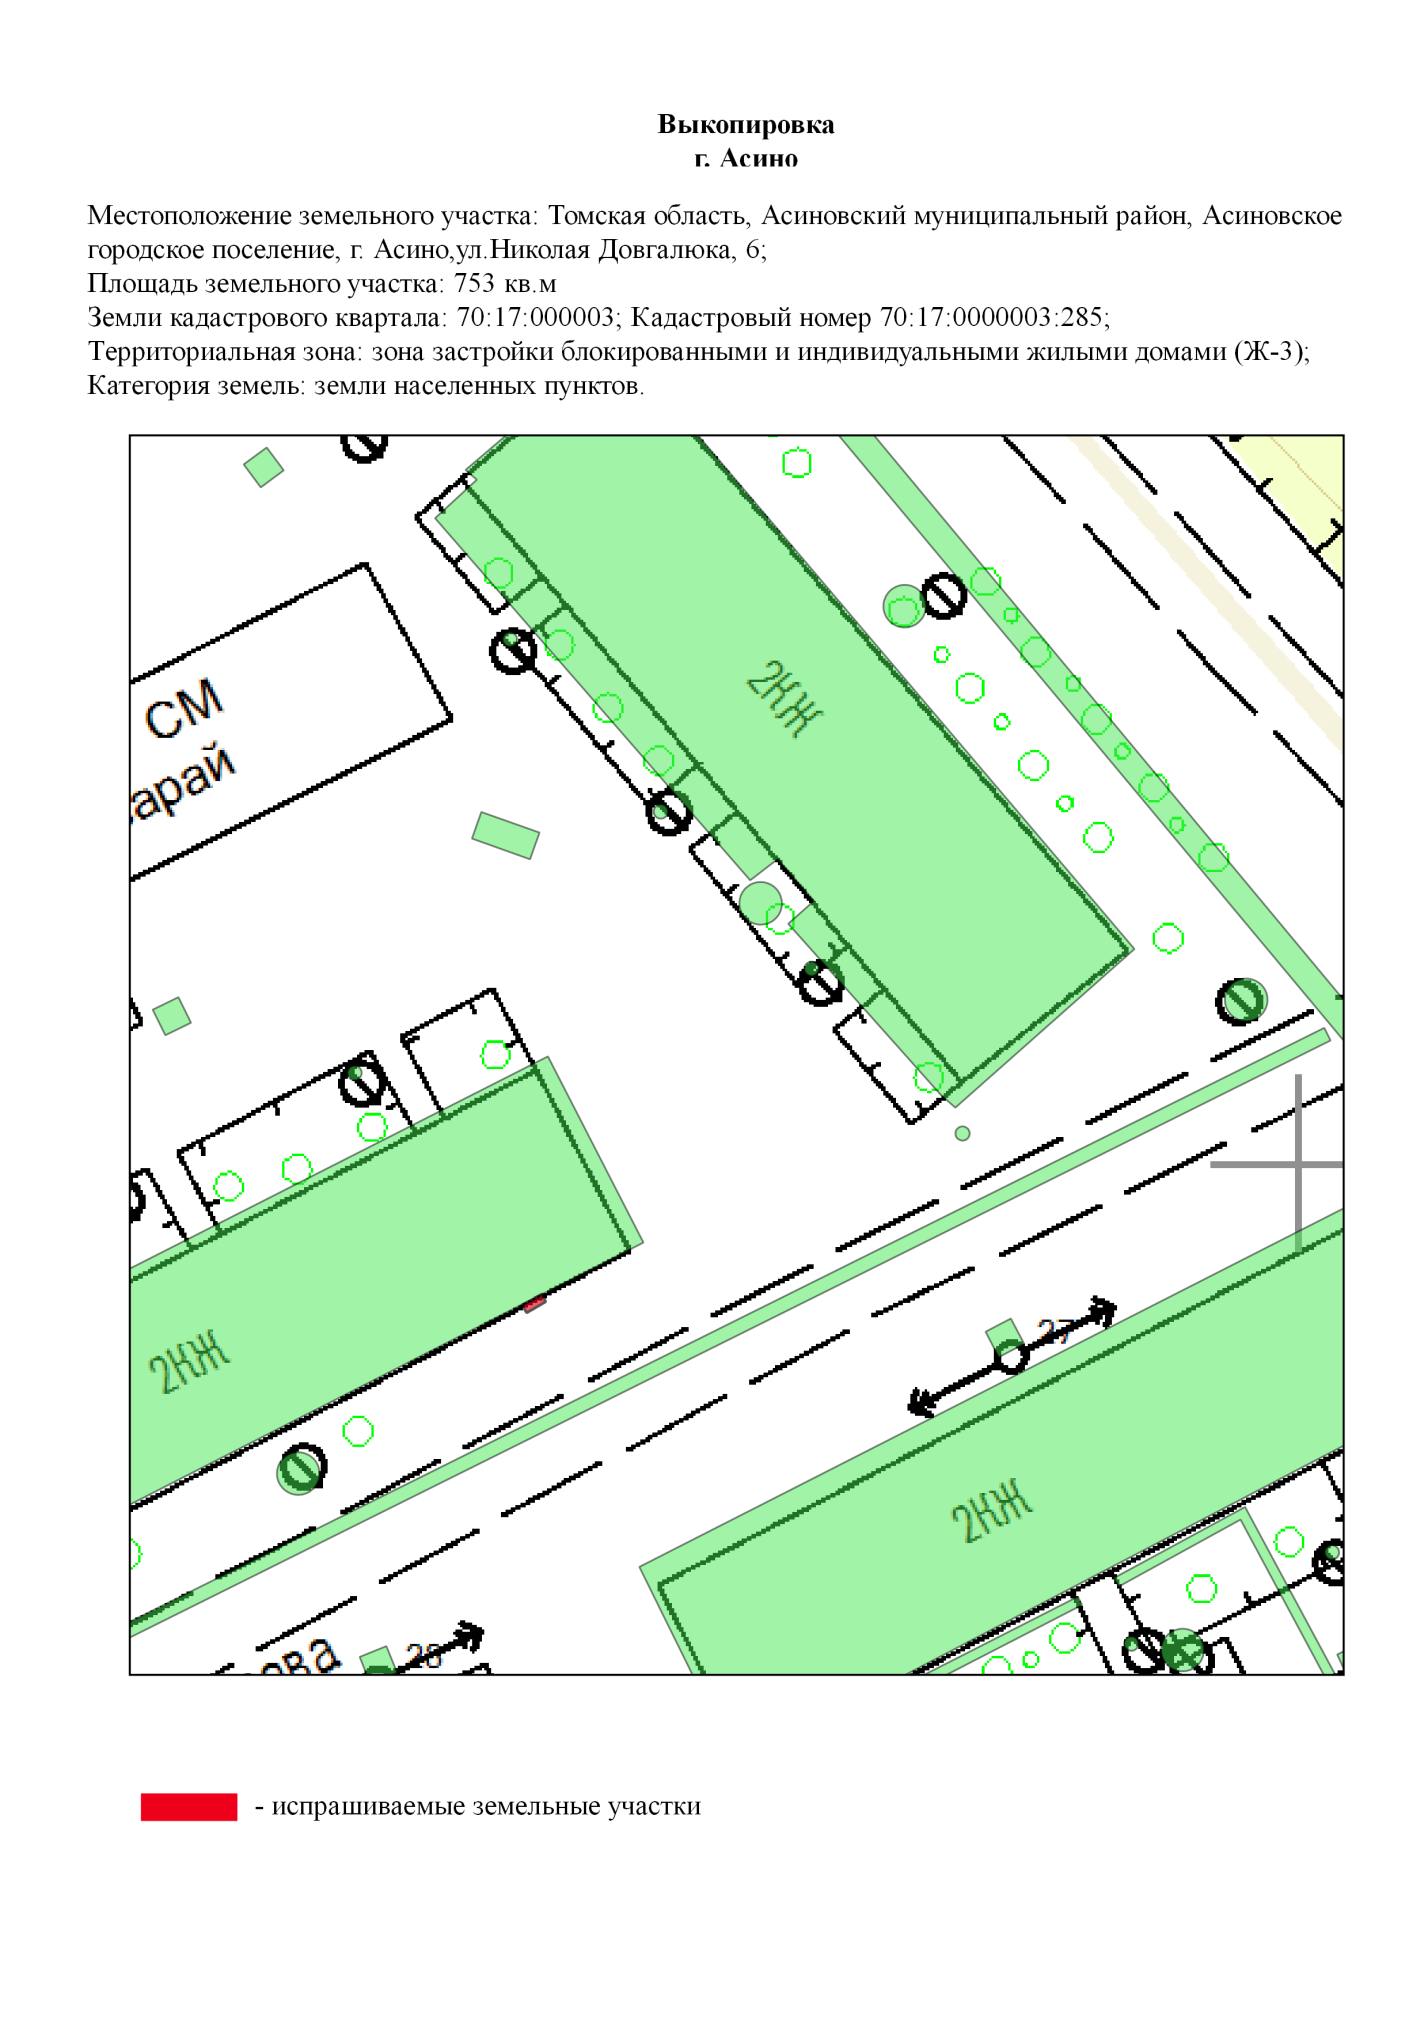 Выкопировка
г. Асино
Местоположение земельного участка: Томская область, Асиновский муниципальный район, Асиновское
городское поселение, г. Асино,ул.Николая Довгалюка, 6;
Площадь земельного участка: 753 кв.м
Земли кадастрового квартала: 70:17:000003; Кадастровый номер 70:17:0000003:285;
Территориальная зона: зона застройки блокированными и индивидуальными жилыми домами (Ж-3);
Категория земель: земли населенных пунктов.
2КЖ
СМ
арай
27
2КЖ
2КЖ
ова
28
- испрашиваемые земельные участки